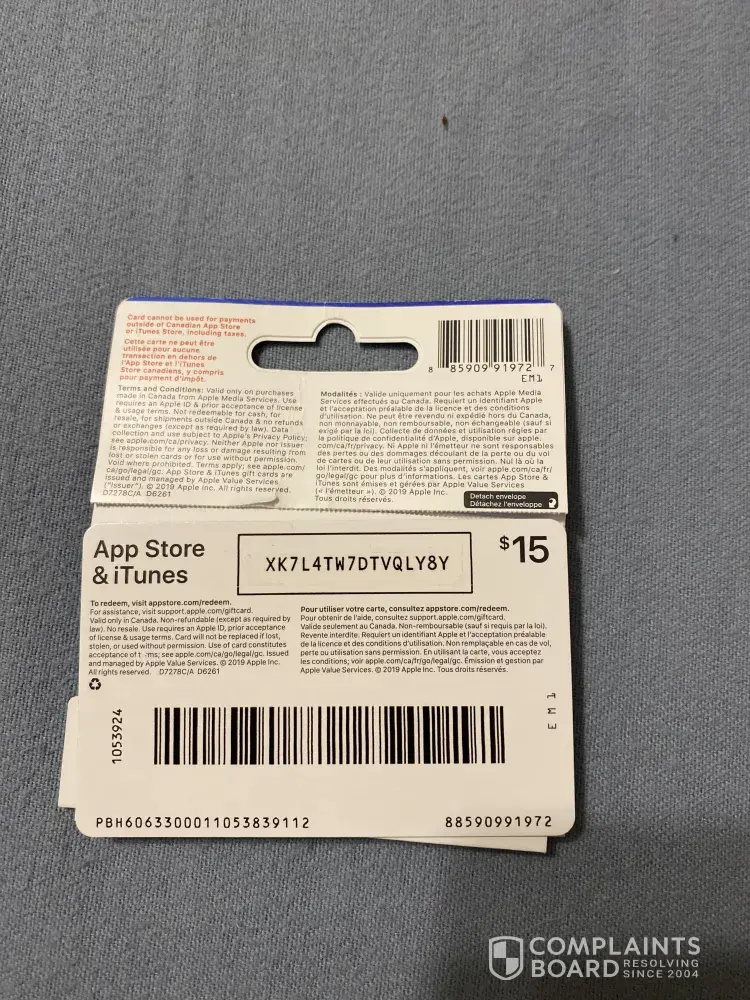 Card cannot be used for payments
outside of Canadian App Store
or iTunes Store, including taxes.
Cette carte ne peut être
utilisée pour aucune
transaction en dehors de
l'App Store et l'iTunes
Store canadiens, y compris
pour payment d'impôt.
8 85909 91972 7
EM1
Terms and Conditions: Valid only on purchases
made in Canada from Apple Media Services. Use
requires an Apple ID & prior acceptance of license
& usage terms. Not redeemable for cash, for
resale, for shipments outside Canada & no refunds
or exchanges (except as required by law). Data
collection and use subject to Apple's Privacy Policy;
see apple.com/ca/privacy. Neither Apple nor Issuer
is responsible for any loss or damage resulting from
lost or stolen cards or for use without permission.
Void where prohibited. Terms apply; see apple.com/
ca/go/legal/gc. App Store & iTunes gift cards are
issued and managed by Apple Value Services
("Issuer"). © 2019 Apple Inc. All rights reserved.
D7278C/A D6261
Modalités : Valide uniquement pour les achats Apple Media
Services effectués au Canada. Requiert un identifiant Apple
et l'acceptation préalable de la licence et des conditions
d'utilisation. Ne peut être revendu ni expédié hors du Canada,
non monnayable, non remboursable, non échangeable (sauf si
exigé par la loi). Collecte de données et utilisation régies par
la politique de confidentialité d'Apple, disponible sur apple.
com/ca/fr/privacy. Ni Apple ni l'émetteur ne sont responsables
des pertes ou des dommages découlant de la perte ou du vol
de cartes ou de leur utilisation sans permission. Nul là où la
loi l'interdit. Des modalités s'appliquent, voir apple.com/ca/fr/
go/legal/gc pour plus de informations. Les cartes App Store &
iTunes sont émises et gérées par Apple Value Services
(« l'émetteur »). © 2019 Apple Inc.
Tous droits réservés.
Detach envelope
Détachez l'enveloppe
App Store
& iTunes
XK7L4TW7DTVQLY8Y
$15
To redeem, visit appstore.com/redeem.
For assistance, visit support.apple.com/giftcard.
Valid only in Canada. Non-refundable (except as required by
law). No resale. Use requires an Apple ID, prior acceptance
of license & usage terms. Card will not be replaced if lost,
stolen, or used without permission. Use of card constitutes
acceptance of t ms; see apple.com/ca/go/legal/gc. Issued
and managed by Apple Value Services. © 2019 Apple Inc.
All rights reserved. D7278C/A D6261
Pour utiliser votre carte, consultez appstore.com/redeem.
Pour obtenir de l'aide, consultez support.apple.com/giftcard.
Valide seulement au Canada. Non-remboursable (sauf si requis par la loi).
Revente interdite. Requiert un identifiant Apple et l'acceptation préalable
de la licence et des conditions d'utilisation. Non remplaçable en cas de vol,
perte ou utilisation sans permission. En utilisant la carte, vous acceptez
les conditions; voir apple.com/ca/fr/go/legal/gc. Émission et gestion par
Apple Value Services. © 2019 Apple Inc. Tous droits réservés.
1053924
EM1
PBH6063300011053839112
88590991972
COMPLAINTS
BOARD RESOLVING
SINCE 2004